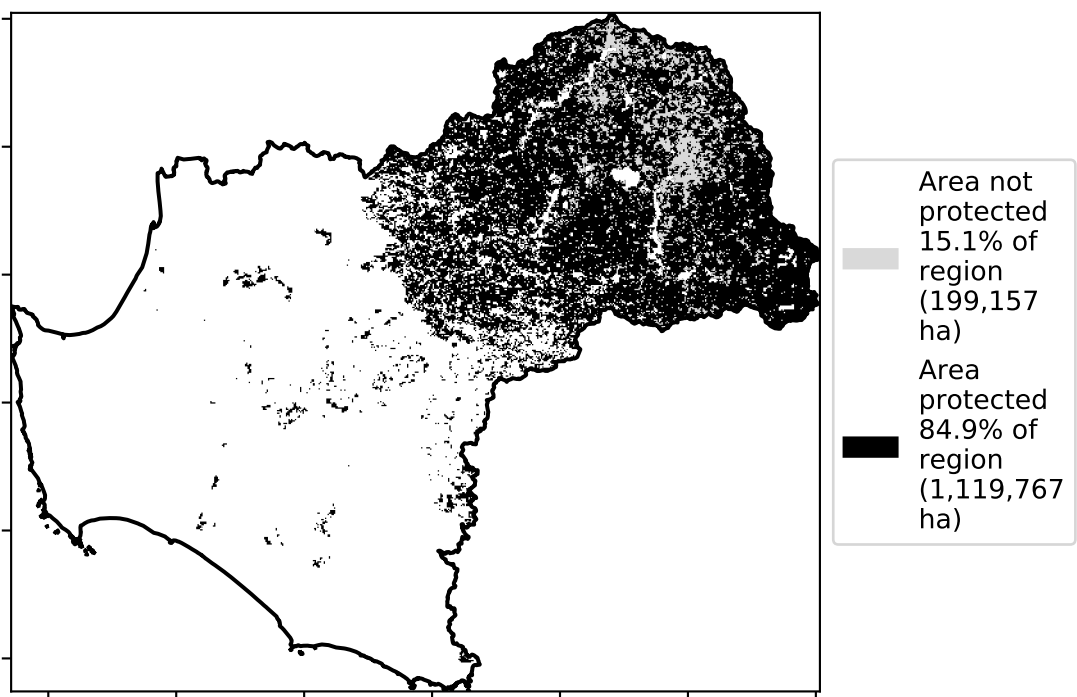 Area not
protected
15.1% of
region
(199,157
ha)
Area
protected
84.9% of
region
(1,119,767
ha)